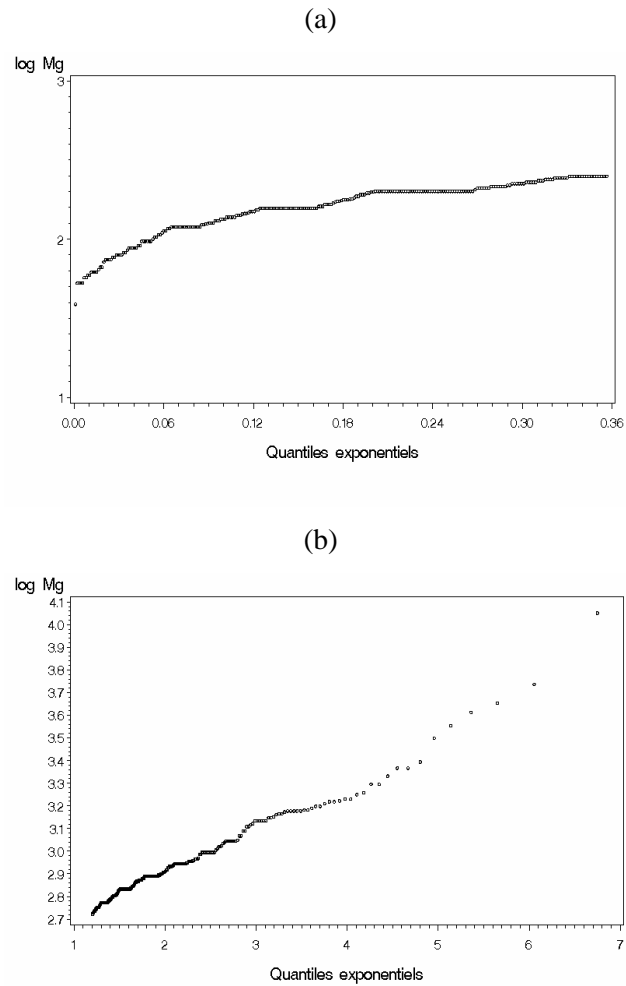 (a)
log Mg
3
2
1
0.00 0.06 0.12 0.18 0.24 0.30 0.36
Quantiles exponentiels
(b)
log Mg
4.1
4.0
3.9
3.8
3.7
3.6
3.5
3.4
3.3
3.2
3.1
3.0
2.9
2.8
2.7
1 2 3 4 5 6 7
Quantiles exponentiels